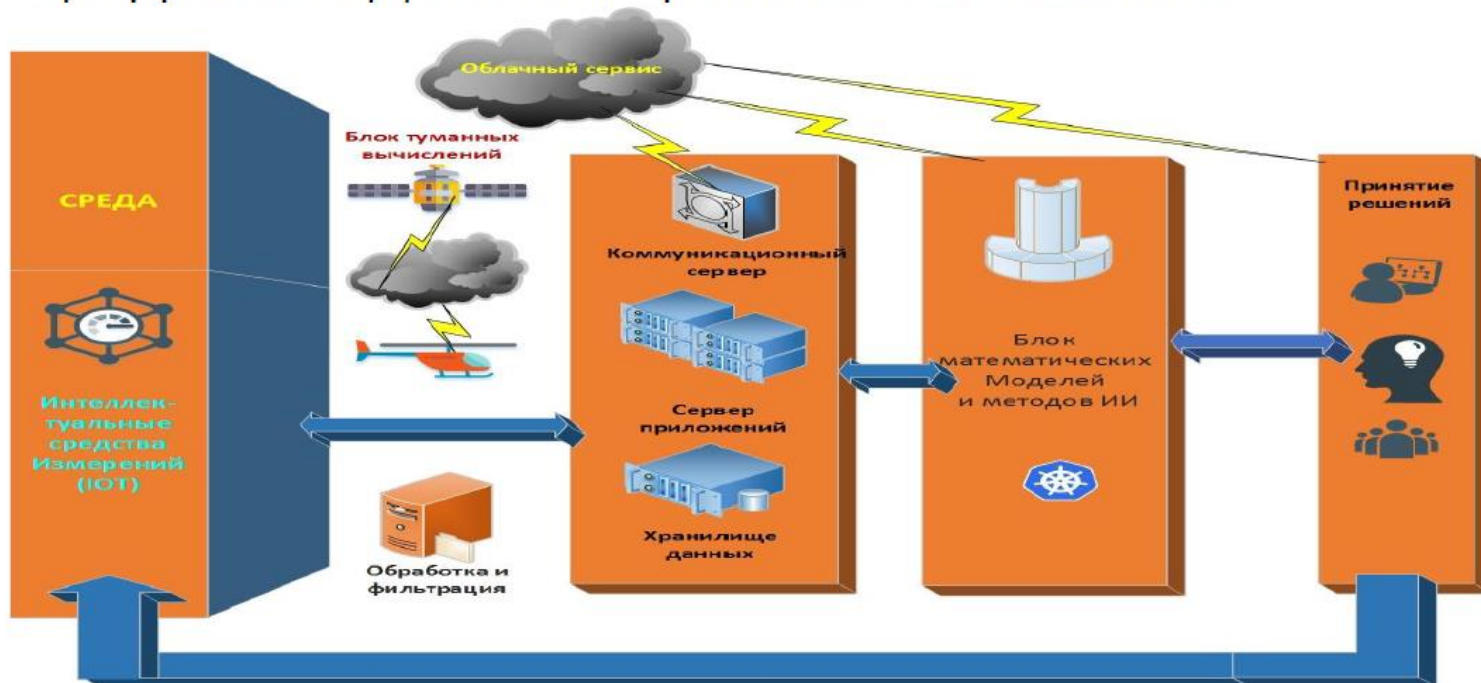 Облачный сервис
Блок туманных
вычислений
СРЕДА
Интеллек-
туальные
средства
Измерений
(IOT)
Обработка и
фильтрация
Коммуникационный
сервер
Сервер
приложений
Хранилище
данных
Блок
математических
Моделей
и методов ИИ
Принятие
решений